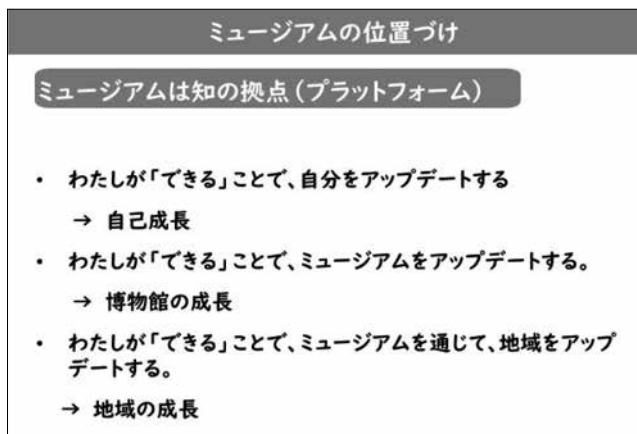 ミュージアムの位置づけ
ミュージアムは知の拠点（プラットフォーム）
・ わたしが「できる」ことで、自分をアップデートする
→ 自己成長
・ わたしが「できる」ことで、ミュージアムをアップデートする。
→ 博物館の成長
・ わたしが「できる」ことで、ミュージアムを通じて、地域をアップ
デートする。
→ 地域の成長